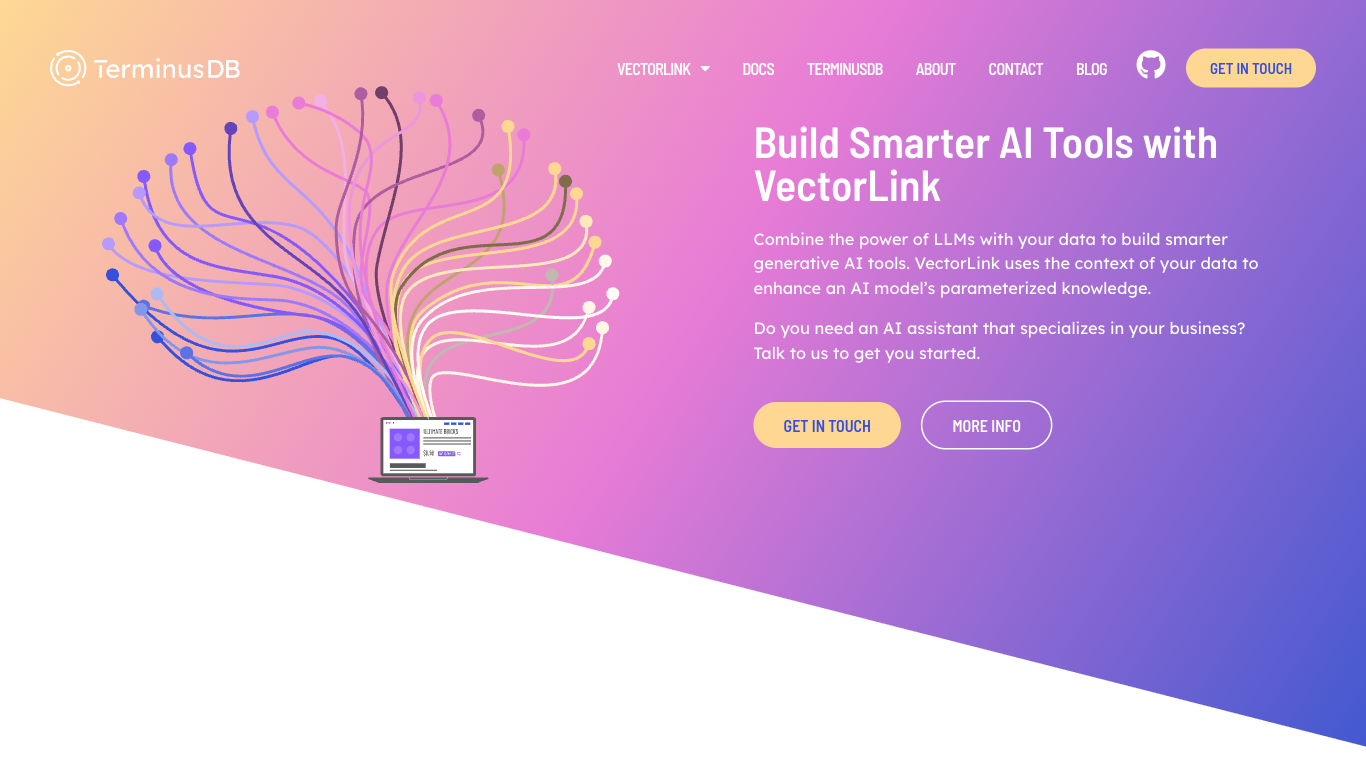 TerminusDB
VECTORLINK DOCS TERMINUSDB ABOUT CONTACT BLOG GET IN TOUCH
Build Smarter AI Tools with
VectorLink
Combine the power of LLMs with your data to build smarter
generative AI tools. VectorLink uses the context of your data to
enhance an AI model’s parameterized knowledge.
Do you need an AI assistant that specializes in your business?
Talk to us to get you started.
GET IN TOUCH MORE INFO
ULTIMATE BRICKS